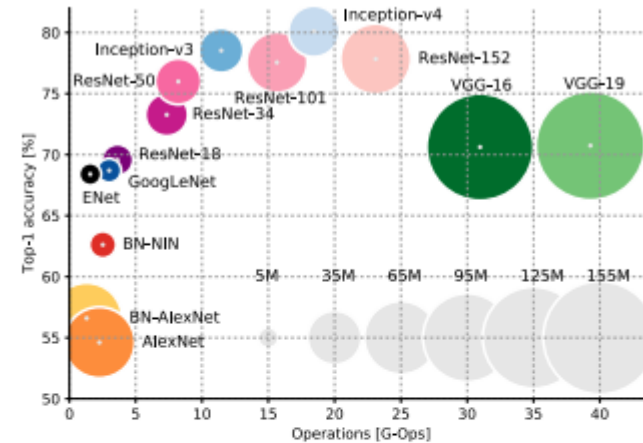 80
75
70
65
60
55
50
Top-1 accuracy [%]
Inception-v4
Inception-v3
ResNet-152
ResNet-50
VGG-16
VGG-19
ResNet-101
ResNet-34
ResNet-18
GoogLeNet
ENet
BN-NIN
5M 35M 65M 95M 125M 155M
BN-AlexNet
AlexNet
0 5 10 15 20 25 30 35 40
Operations [G-Ops]